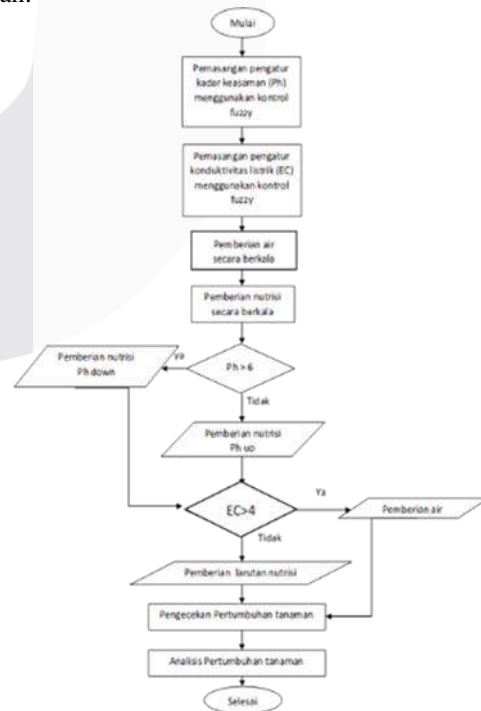 an.
Mulai
Pemasangan pengatur
kadar keasaman (Ph)
menggunakan kontrol
fuzzy
Pemasangan pengatur
konduktivitas listrik (EC)
menggunakan kontrol
fuzzy
Pemberian air
secara berkala
Pemberian nutrisi
secara berkala
Ph > 6
ya
Pemberian nutrisi
Ph down
Tidak
Pemberian nutrisi
Ph up
EC>4
Ya
Pemberian air
Tidak
Pemberian larutan nutrisi
Pengecekan Pertumbuhan tanaman
Analisis Pertumbuhan tanaman
Selesai